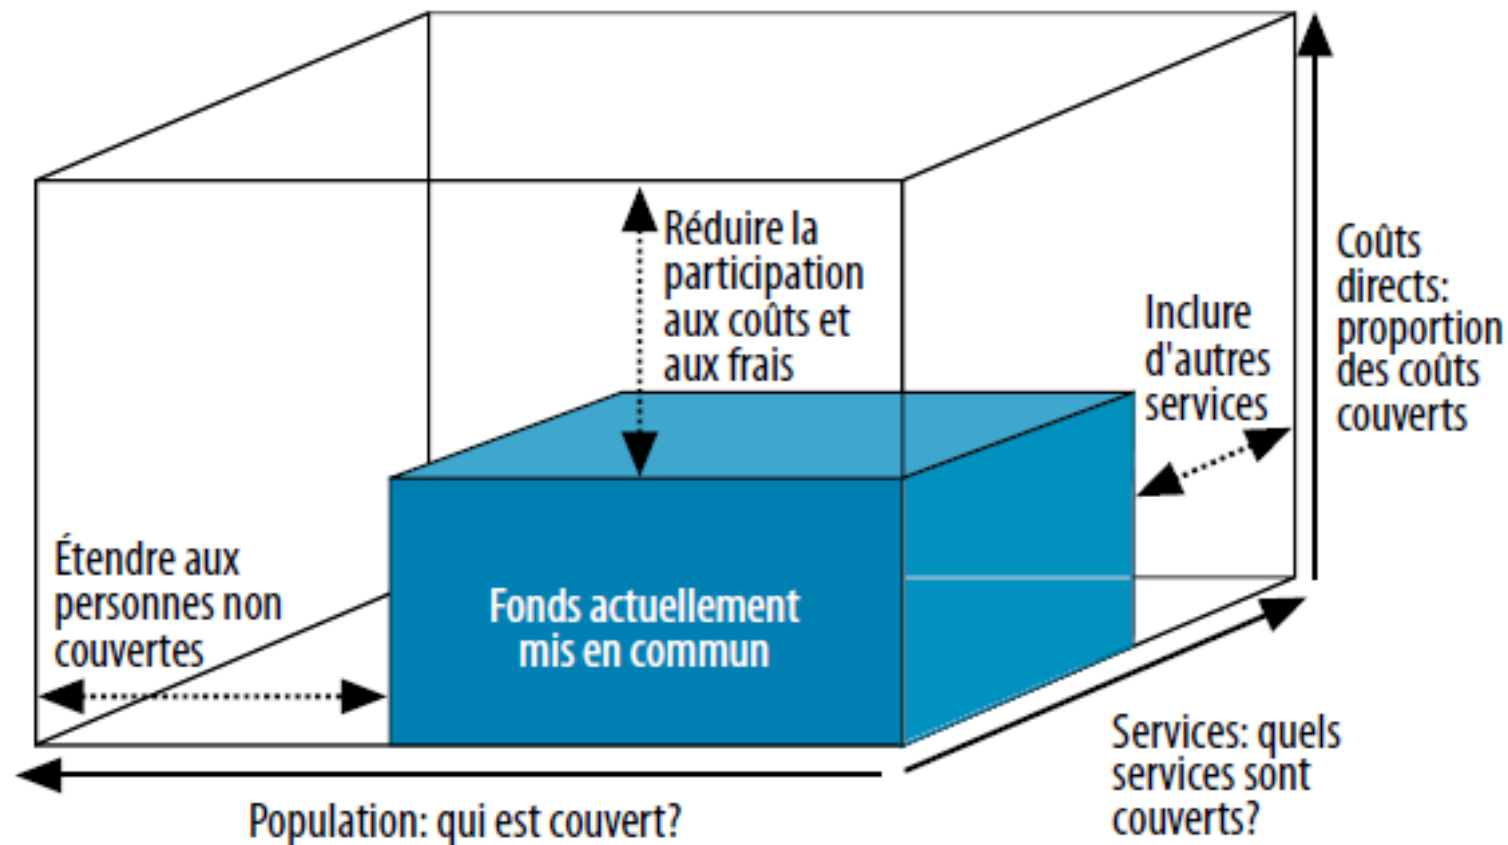 Réduire la
participation
aux coûts et
aux frais
Inclure
d'autres
services
Coûts
directs:
proportion
des coûts
couverts
Étendre aux
personnes non
couvertes
Fonds actuellement
mis en commun
Services: quels
services sont
couverts?
Population: qui est couvert?